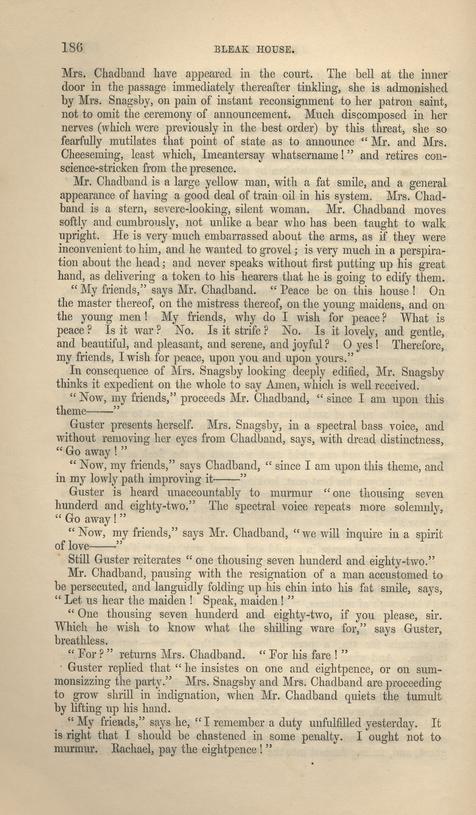 186
BLEAK HOUSE.
Mrs. Chadband have appeared in the court. The bell at the inner
door in the passage immediately thereafter tinkling, she is admonished
by Mrs. Snagsby, on pain of instant reconsignment to her patron saint,
not to omit the ceremony of announcement. Much discomposed in her
nerves (which were previously in the best order) by this threat, she so
fearfully mutilates that point of state as to announce “Mr. and Mrs.
Cheeseming, least which, Imeantersay whatsername!” and retires con-
science-stricken from the presence.
Mr. Chadband is a large yellow man, with a fat smile, and a general
appearance of having a good deal of train oil in his system. Mrs. Chad-
band is a stern, severe-looking, silent woman. Mr. Chadband moves
softly and cumbrously, not unlike a bear who has been taught to walk
upright. He is very much embarrassed about the arms, as if they were
inconvenient to him, and he wanted to grovel; is very much in a perspira-
tion about the head; and never speaks without first putting up his great
hand, as delivering a token to his hearers that he is going to edify them.
“My friends,” says Mr. Chadband. “Peace be on this house! On
the master thereof, on the mistress thereof, on the young maidens, and on
the young men! My friends, why do I wish for peace? What is
peace? Is it war? No. Is it strife? No. Is it lovely, and gentle,
and beautiful, and pleasant, and serene, and joyful? O yes! Therefore,
my friends, I wish for peace, upon you and upon yours.”
In consequence of Mrs. Snagsby looking deeply edified, Mr. Snagsby
thinks it expedient on the whole to say Amen, which is well received.
“Now, my friends,” proceeds Mr. Chadband, “since I am upon this
theme——”
Guster presents herself. Mrs. Snagsby, in a spectral bass voice, and
without removing her eyes from Chadband, says, with dread distinctness,
“Go away!”
“Now, my friends,” says Chadband, “since I am upon this theme, and
in my lowly path improving it——”
Guster is heard unaccountably to murmur “one thousing seven
hunderd and eighty-two.” The spectral voice repeats more solemnly,
“Go away!”
“Now, my friends,” says Mr. Chadband, “we will inquire in a spirit
of love——”
Still Guster reiterates “one thousing seven hunderd and eighty-two.”
Mr. Chadband, pausing with the resignation of a man accustomed to
be persecuted, and languidly folding up his chin into his fat smile, says,
“Let us hear the maiden! Speak, maiden!”
“One thousing seven hunderd and eighty-two, if you please, sir.
Which he wish to know what the shilling ware for,” says Guster,
breathless.
“For?” returns Mrs. Chadband. “For his fare!”
Guster replied that “he insistes on one and eightpence, or on sum-
monsizzing the party.” Mrs. Snagsby and Mrs. Chadband are proceeding
to grow shrill in indignation, when Mr. Chadband quiets the tumult
by lifting up his hand.
“My friends,” says he, “I remember a duty unfulfilled yesterday. It
is right that I should be chastened in some penalty. I ought not to
murmur. Rachael, pay the eightpence!”